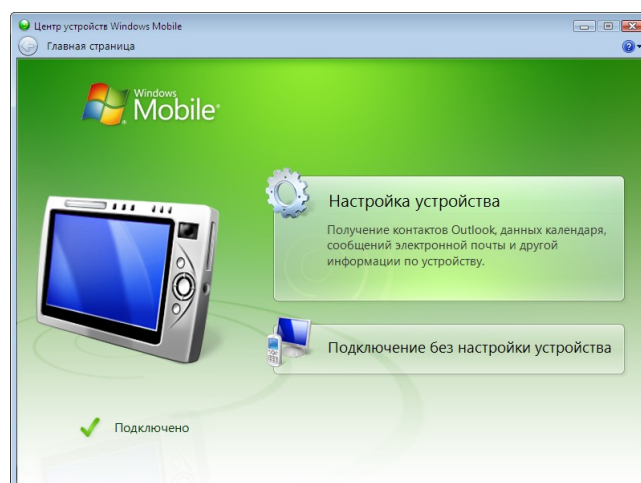 Центр устройств Windows Mobile
Главная страница
Windows
Mobile
Настройка устройства
Получение контактов Outlook, данных календаря,
сообщений электронной почты и другой
информации по устройству.
Подключение без настройки устройства
Подключено